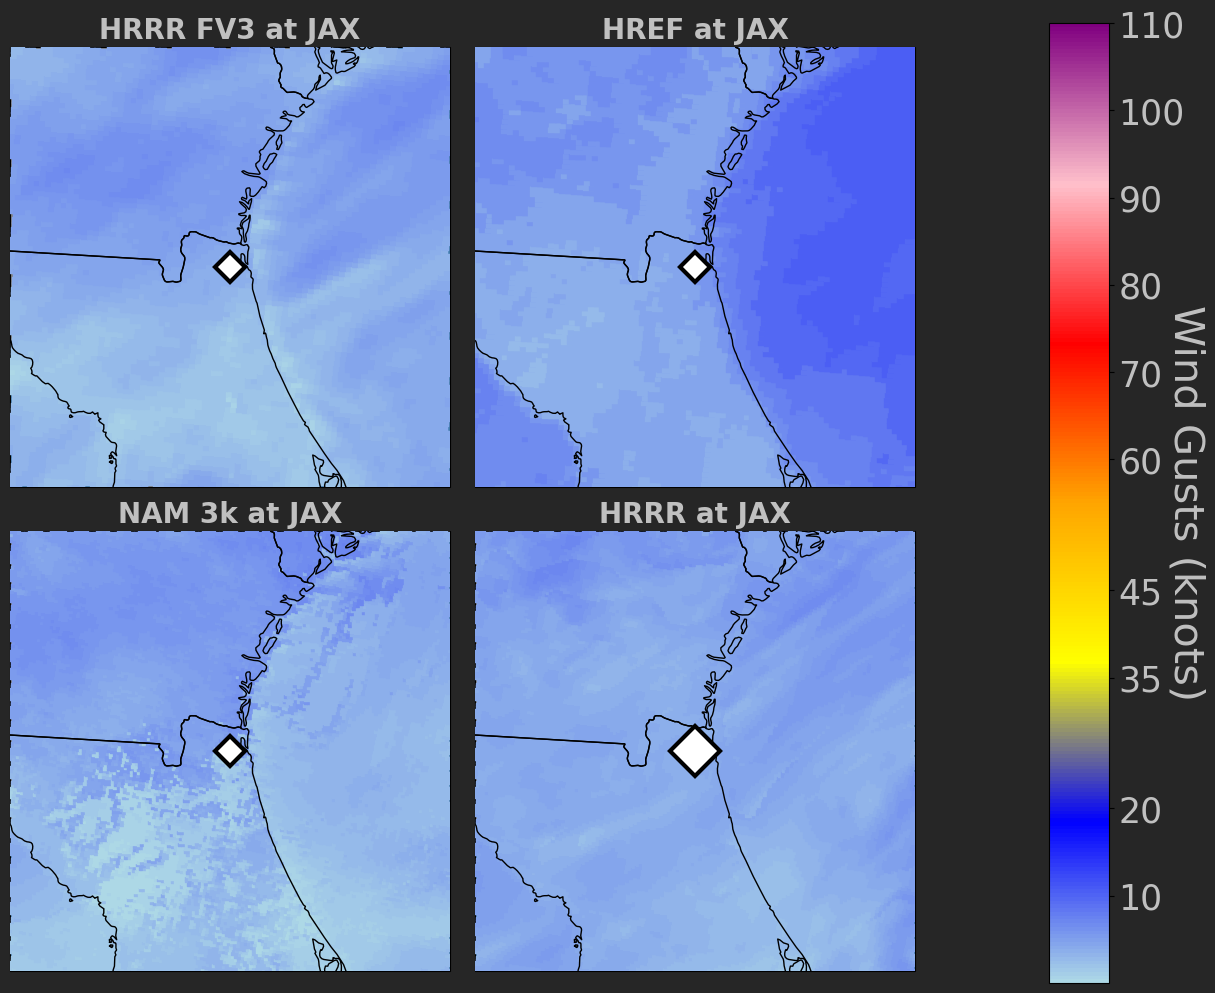 HRRR FV3 at JAX
HREF at JAX
NAM 3k at JAX
HRRR at JAX
110
100
90
80
70
60
45
35
20
10
Wind Gusts (knots)